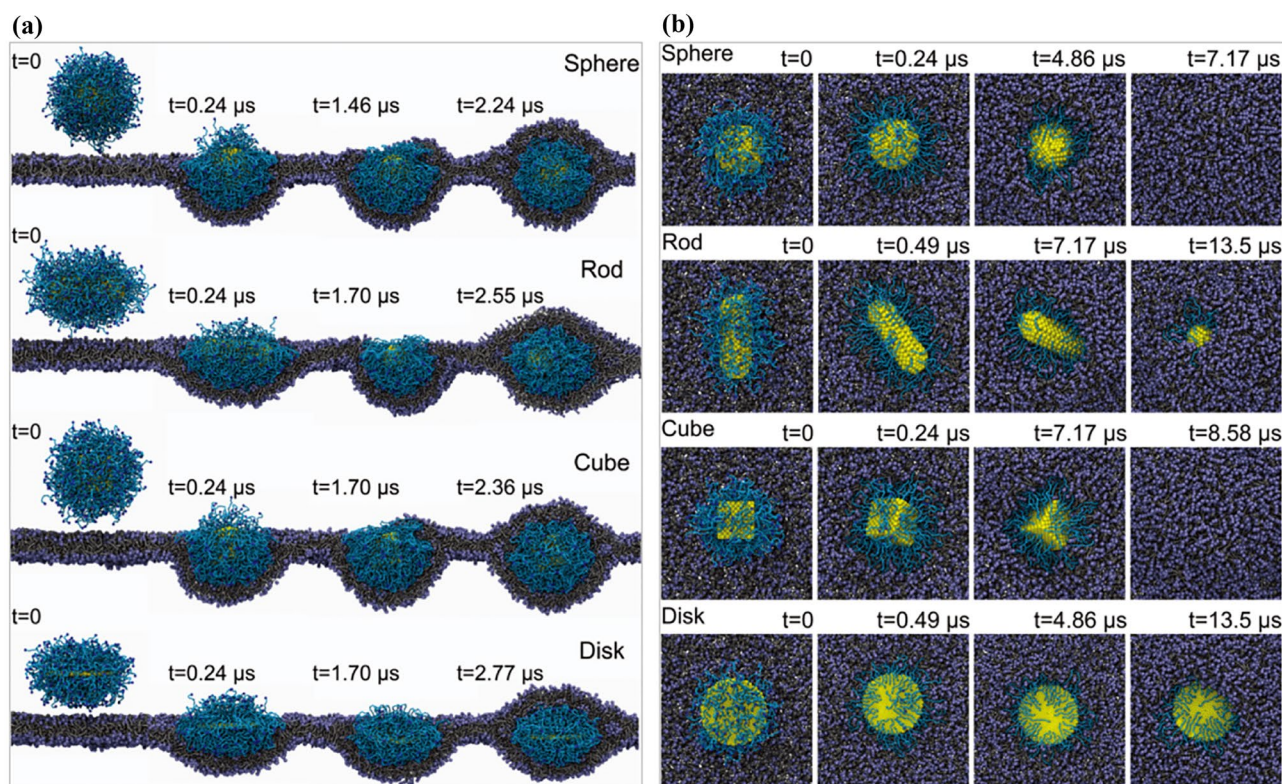 (a)
t=0
Sphere
t=0.24 μs t=1.46 μs t=2.24 μs
t=0
Rod
t=0.24 μs t=1.70 μs t=2.55 μs
t=0
Cube
t=0.24 μs t=1.70 μs t=2.36 μs
t=0
Disk
t=0.24 μs t=1.70 μs t=2.77 μs
(b)
Sphere
t=0 t=0.24 μs t=4.86 μs t=7.17 μs
Rod
t=0 t=0.49 μs t=7.17 μs t=13.5 μs
Cube
t=0 t=0.24 μs t=7.17 μs t=8.58 μs
Disk
t=0 t=0.49 μs t=4.86 μs t=13.5 μs